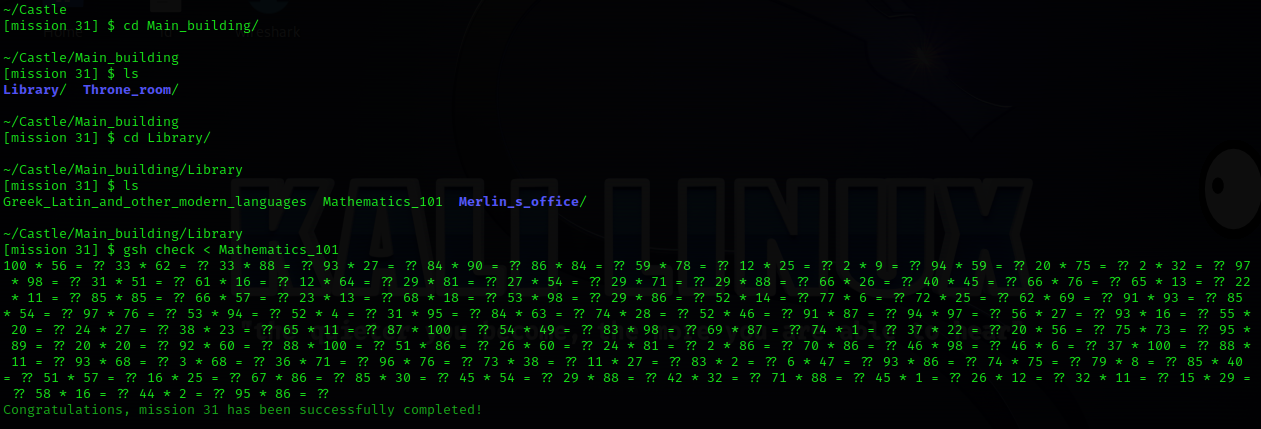 ~/Castle
[mission 31] $ cd Main_building/
~/Castle/Main_building
[mission 31] $ ls
Library/  Throne_room/
~/Castle/Main_building
[mission 31] $ cd Library/
~/Castle/Main_building/Library
[mission 31] $ ls
Greek_Latin_and_other_modern_languages  Mathematics_101  Merlin_s_office/
~/Castle/Main_building/Library
[mission 31] $ gsh check < Mathematics_101
100 * 56 = ?? 33 * 62 = ?? 33 * 88 = ?? 93 * 27 = ?? 84 * 90 = ?? 86 * 84 = ?? 59 * 78 = ?? 12 * 25 = ?? 2 * 9 = ?? 94 * 59 = ?? 20 * 75 = ?? 2 * 32 = ?? 97
* 98 = ?? 31 * 51 = ?? 61 * 16 = ?? 12 * 64 = ?? 29 * 81 = ?? 27 * 54 = ?? 29 * 71 = ?? 29 * 88 = ?? 66 * 26 = ?? 40 * 45 = ?? 66 * 76 = ?? 65 * 13 = ?? 22
* 11 = ?? 85 * 85 = ?? 66 * 57 = ?? 23 * 13 = ?? 68 * 18 = ?? 53 * 98 = ?? 29 * 86 = ?? 52 * 14 = ?? 77 * 6 = ?? 72 * 25 = ?? 62 * 69 = ?? 91 * 93 = ?? 85
* 54 = ?? 97 * 76 = ?? 53 * 94 = ?? 52 * 4 = ?? 31 * 95 = ?? 84 * 63 = ?? 74 * 28 = ?? 52 * 46 = ?? 91 * 87 = ?? 94 * 97 = ?? 56 * 27 = ?? 93 * 16 = ?? 55 *
20 = ?? 24 * 27 = ?? 38 * 23 = ?? 65 * 11 = ?? 87 * 100 = ?? 54 * 49 = ?? 83 * 98 = ?? 69 * 87 = ?? 74 * 1 = ?? 37 * 22 = ?? 20 * 56 = ?? 75 * 73 = ?? 95 *
89 = ?? 20 * 20 = ?? 92 * 60 = ?? 88 * 100 = ?? 51 * 86 = ?? 26 * 60 = ?? 24 * 81 = ?? 2 * 86 = ?? 70 * 86 = ?? 46 * 98 = ?? 46 * 6 = ?? 37 * 100 = ?? 88 *
11 = ?? 93 * 68 = ?? 3 * 68 = ?? 36 * 71 = ?? 96 * 76 = ?? 73 * 38 = ?? 11 * 27 = ?? 83 * 2 = ?? 6 * 47 = ?? 93 * 86 = ?? 74 * 75 = ?? 79 * 8 = ?? 85 * 40
= ?? 51 * 57 = ?? 16 * 25 = ?? 67 * 86 = ?? 85 * 30 = ?? 45 * 54 = ?? 29 * 88 = ?? 42 * 32 = ?? 71 * 88 = ?? 45 * 1 = ?? 26 * 12 = ?? 32 * 11 = ?? 15 * 29 =
?? 58 * 16 = ?? 44 * 2 = ?? 95 * 86 = ??
Congratulations, mission 31 has been successfully completed!
KALI LINUX